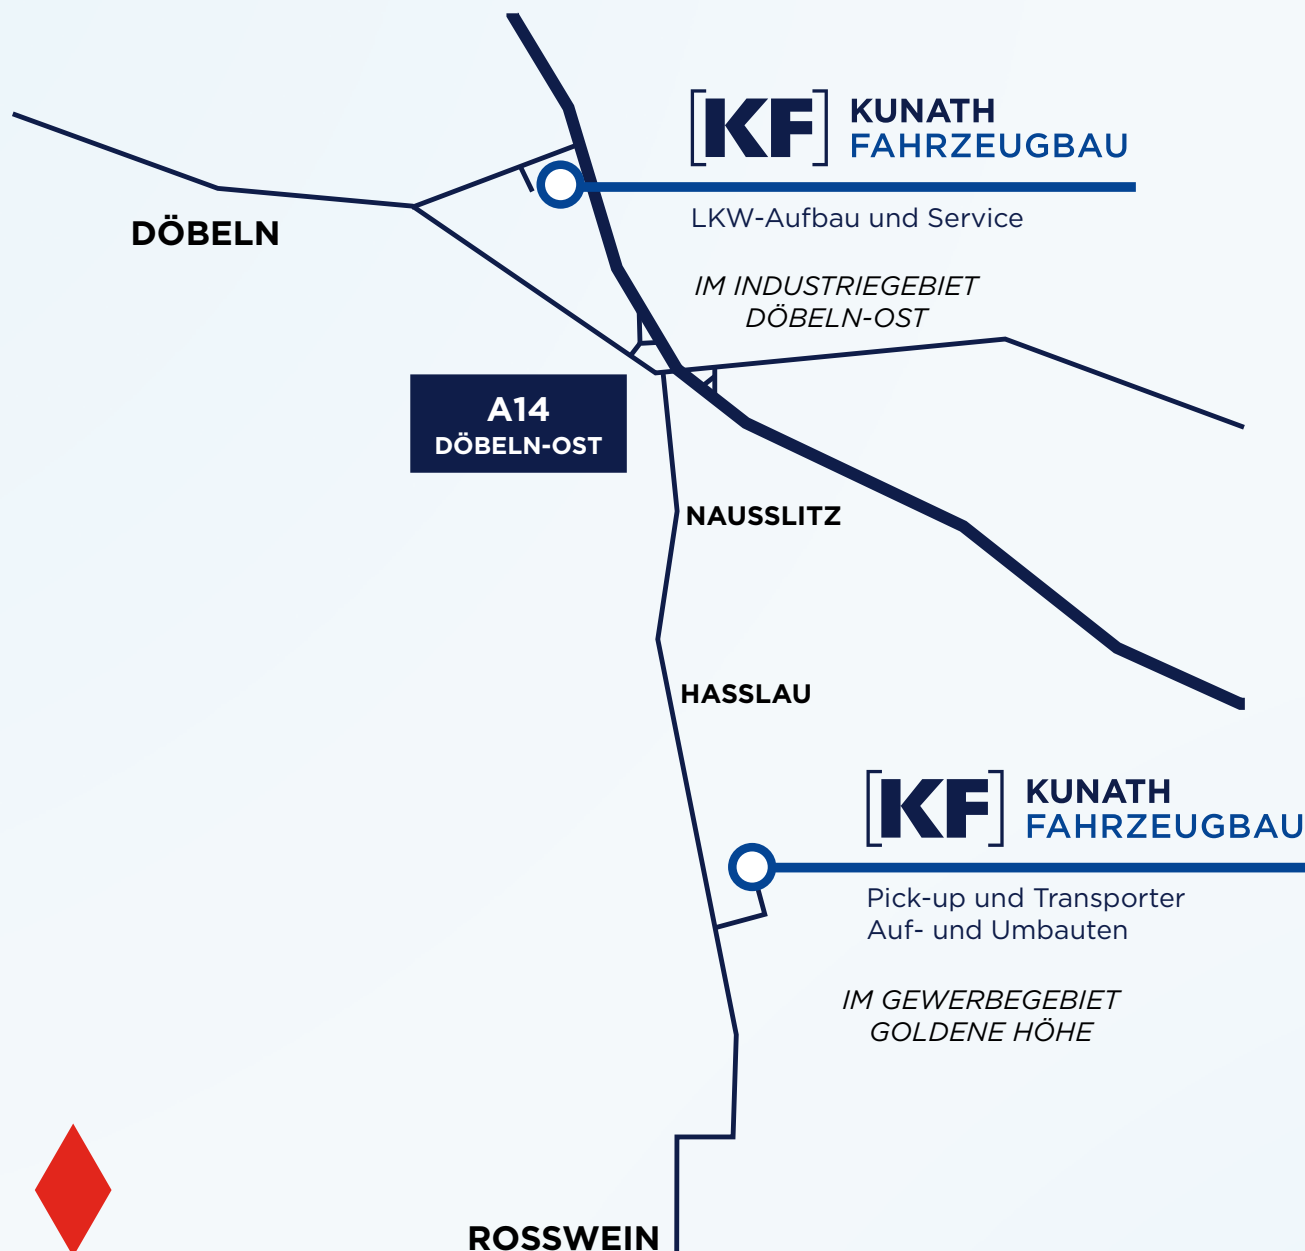 [KF] KUNATH
FAHRZEUGBAU
LKW-Aufbau und Service
DÖBELN
IM INDUSTRIEGEBIET
DÖBELN-OST
A14
DÖBELN-OST
NAUSSLITZ
HASSLAU
[KF] KUNATH
FAHRZEUGBAU
Pick-up und Transporter
Auf- und Umbauten
IM GEWERBEGEBIET
GOLDENE HÖHE
ROSSWEIN